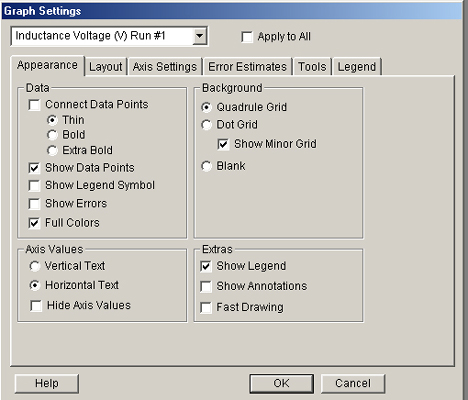 Graph Settings
Inductance Voltage (V) Run #1
Apply to All
Appearance
Layout
Axis Settings
Error Estimates
Tools
Legend
Data
Connect Data Points
Thin
Bold
Extra Bold
Show Data Points
Show Legend Symbol
Show Errors
Full Colors
Background
Quadrule Grid
Dot Grid
Show Minor Grid
Blank
Axis Values
Vertical Text
Horizontal Text
Hide Axis Values
Extras
Show Legend
Show Annotations
Fast Drawing
Help
OK
Cancel